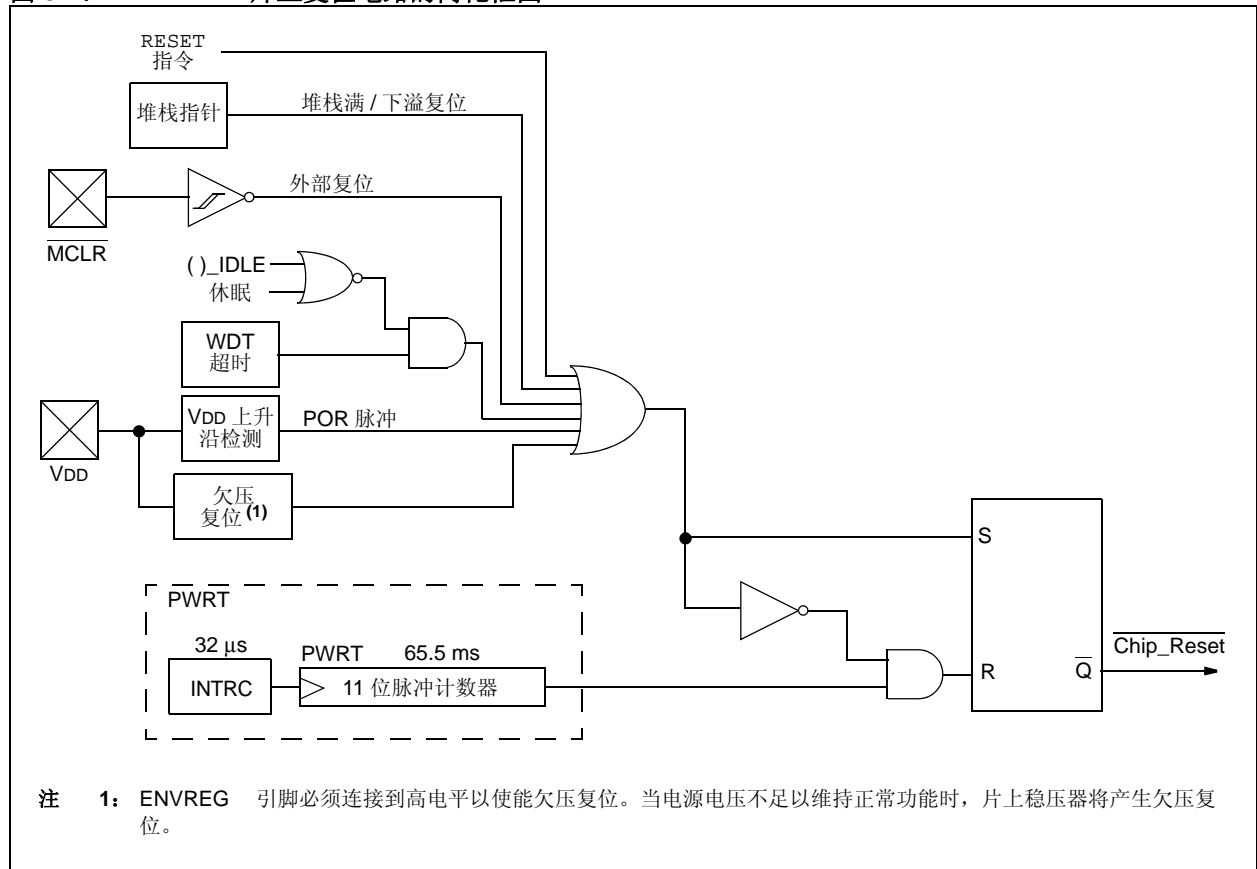 RESET
指令
堆栈指针
堆栈满 / 下溢复位
外部复位
MCLR
( )_IDLE
休眠
WDT
超时
VDD 上升
沿检测
POR 脉冲
VDD
欠压
复位(1)
S
PWRT
32 μs
PWRT 65.5 ms
INTRC
11 位脉冲计数器
R
Q
Chip_Reset
注 1： ENVREG 引脚必须连接到高电平以使能欠压复位。当电源电压不足以维持正常功能时，片上稳压器将产生欠压复
位。